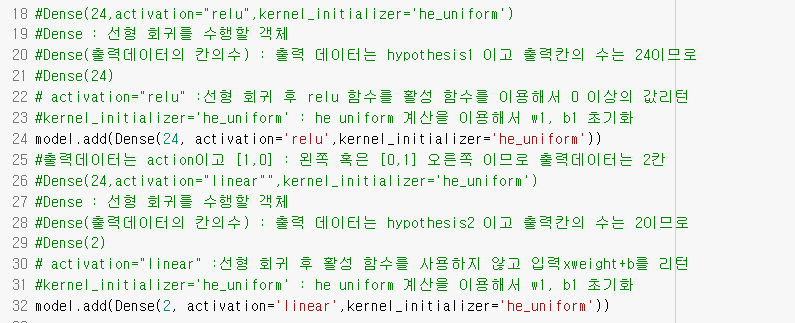 18 #Dense(24,activation="relu",kernel_initializer='he_uniform')
19 #Dense : 선형 회귀를 수행할 객체
20 #Dense(출력데이터의 칸의수) : 출력 데이터는 hypothesis1 이고 출력칸의 수는 24이므로
21 #Dense(24)
22 # activation="relu" :선형 회귀 후 relu 함수를 활성 함수를 이용해서 0 이상의 값리턴
23 #kernel_initializer='he_uniform' : he uniform 계산을 이용해서 w1, b1 초기화
24 model.add(Dense(24, activation='relu',kernel_initializer='he_uniform'))
25 #출력데이터는 action이고 [1,0] : 왼쪽 혹은 [0,1] 오른쪽 이므로 출력데이터는 2칸
26 #Dense(24,activation="linear"",kernel_initializer='he_uniform')
27 #Dense : 선형 회귀를 수행할 객체
28 #Dense(출력데이터의 칸의수) : 출력 데이터는 hypothesis2 이고 출력칸의 수는 2이므로
29 #Dense(2)
30 # activation="linear" :선형 회귀 후 활성 함수를 사용하지 않고 입력xweight+b를 리턴
31 #kernel_initializer='he_uniform' : he uniform 계산을 이용해서 w1, b1 초기화
32 model.add(Dense(2, activation='linear',kernel_initializer='he_uniform'))